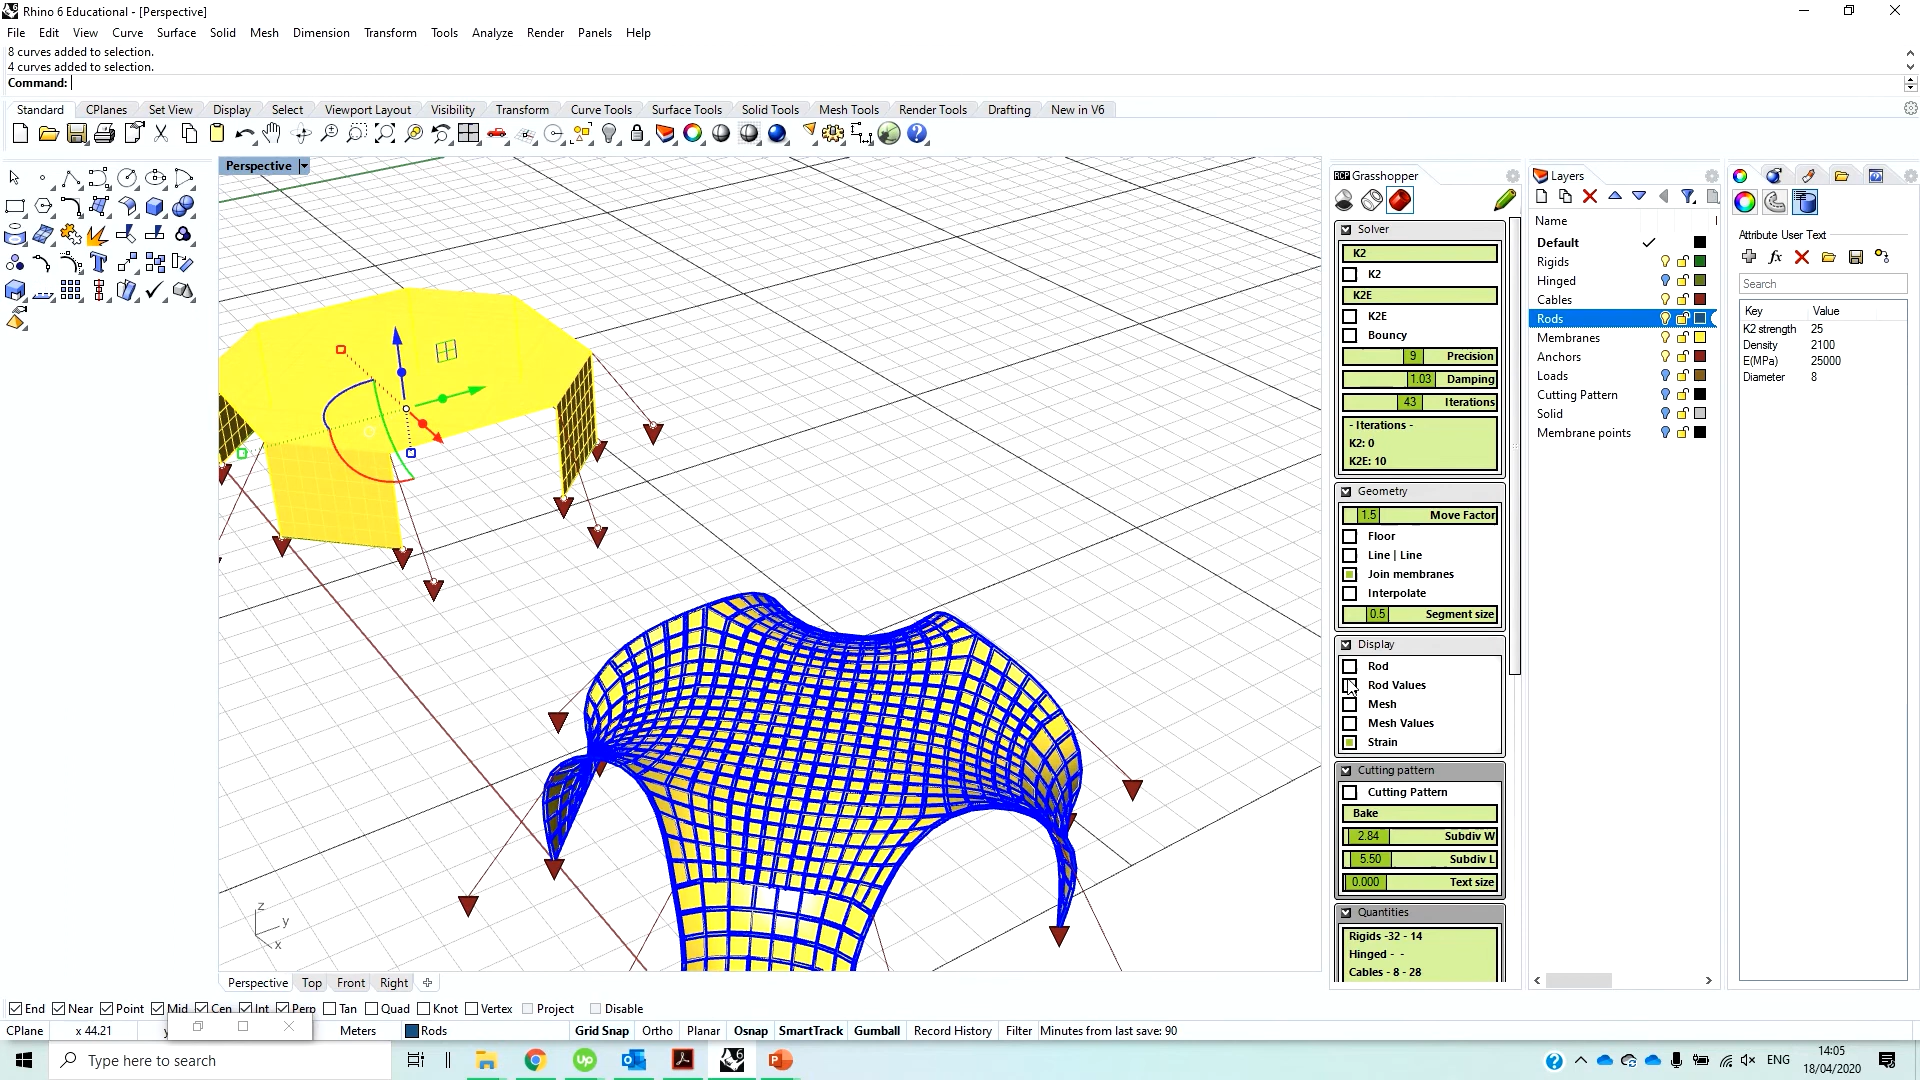 Rhino 6 Educational - [Perspective]
File Edit View Curve Surface Solid Mesh Dimension Transform Tools Analyze Render Panels Help
8 curves added to selection.
4 curves added to selection.
Command:
Standard CPlanes Set View Display Select Viewport Layout Visibility Transform Curve Tools Surface Tools Solid Tools Mesh Tools Render Tools Drafting New in V6
Perspective
z
y
x
Perspective Top Front Right
RCP Grasshopper
Solver
K2
K2
K2E
K2E
Bouncy
9 Precision
1.03 Damping
43 Iterations
- Iterations -
K2: 0
K2E: 10
Geometry
1.5 Move Factor
Floor
Line | Line
Join membranes
Interpolate
0.5 Segment size
Display
Rod
Rod Values
Mesh
Mesh Values
Strain
Cutting pattern
Cutting Pattern
Bake
2.84 Subdiv W
5.50 Subdiv L
0.000 Text size
Quantities
Rigids -32 - 14
Hinged - -
Cables - 8 - 28
Layers
Name
Default
Rigids
Hinged
Cables
Rods
Membranes
Anchors
Loads
Cutting Pattern
Solid
Membrane points
Attribute User Text
Search
Key Value
K2 strength 25
Density 2100
E(MPa) 25000
Diameter 8
End Near Point Mid Cen Int Perp Tan Quad Knot Vertex Project Disable
CPlane x 44.21 Meters Rods Grid Snap Ortho Planar Osnap SmartTrack Gumball Record History Filter Minutes from last save: 90
Type here to search
ENG
14:05
18/04/2020